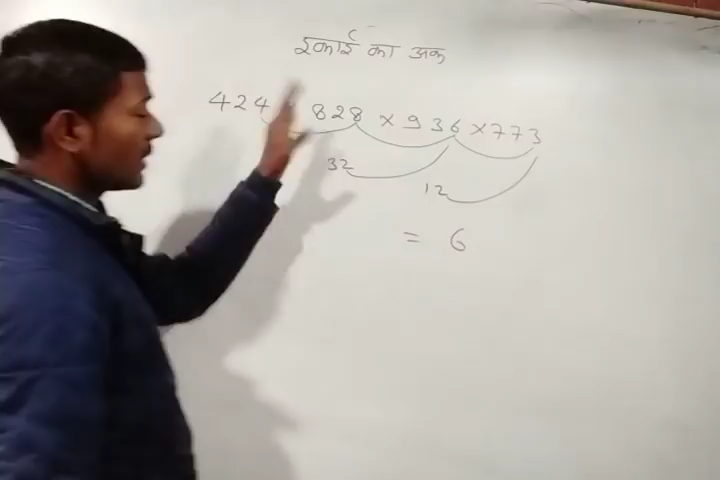 इकाई का अंक
424 828 × 936 × 773
32
12
= 6